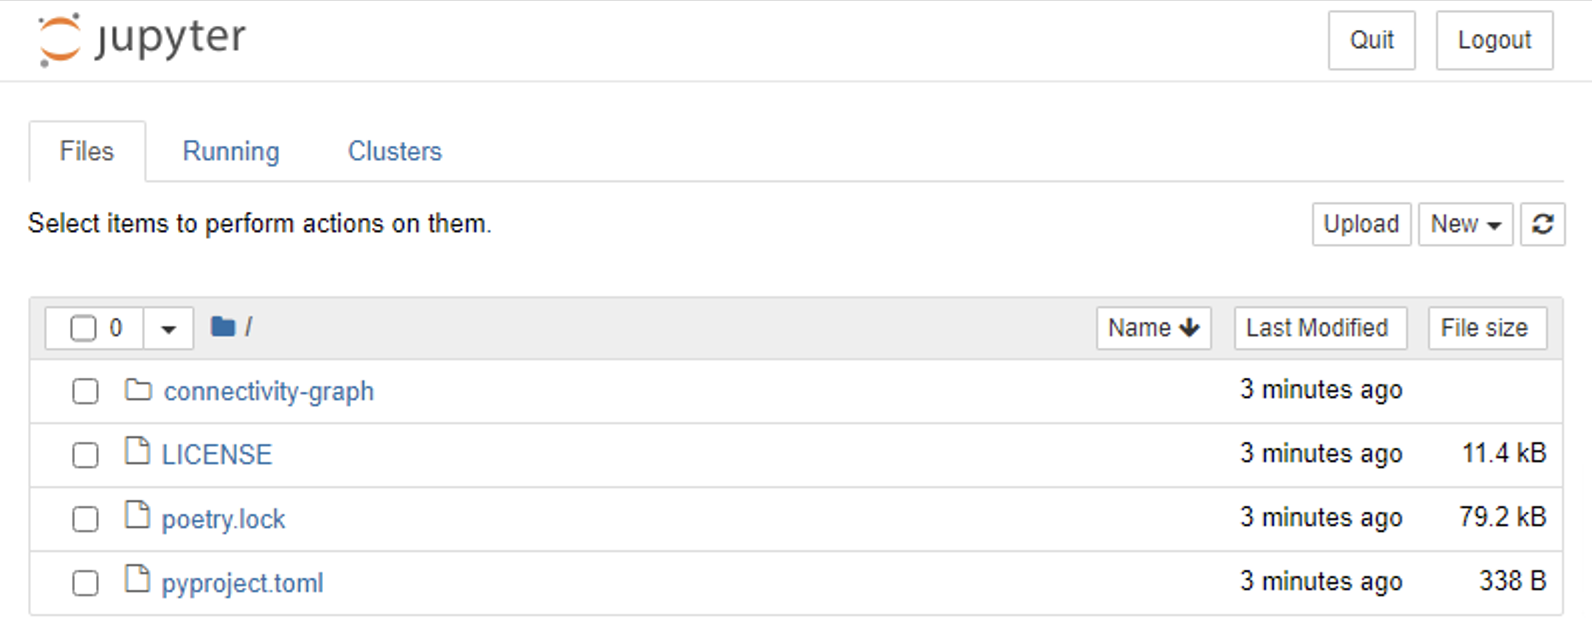 jupyter Quit Logout
Files Running Clusters
Select items to perform actions on them. Upload New
0 / Name Last Modified File size
connectivity-graph 3 minutes ago
LICENSE 3 minutes ago 11.4 kB
poetry.lock 3 minutes ago 79.2 kB
pyproject.toml 3 minutes ago 338 B